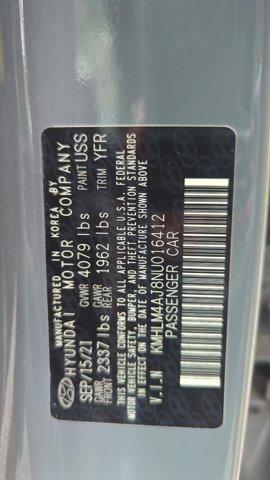 MANUFACTURED IN KOREA BY
HYUNDAI MOTOR COMPANY
SEP/15/21 GVWR 4079 lbs PAINT USS
GAWR FRONT 2337 lbs GAWR REAR 1962 lbs TRIM YFR
THIS VEHICLE CONFORMS TO ALL APPLICABLE U.S.A. FEDERAL
MOTOR VEHICLE SAFETY, BUMPER, AND THEFT PREVENTION
STANDARDS IN EFFECT ON THE DATE OF
MANUFACTURE SHOWN ABOVE.
V.I.N KMHLM4AJ8NU016412
PASSENGER CAR